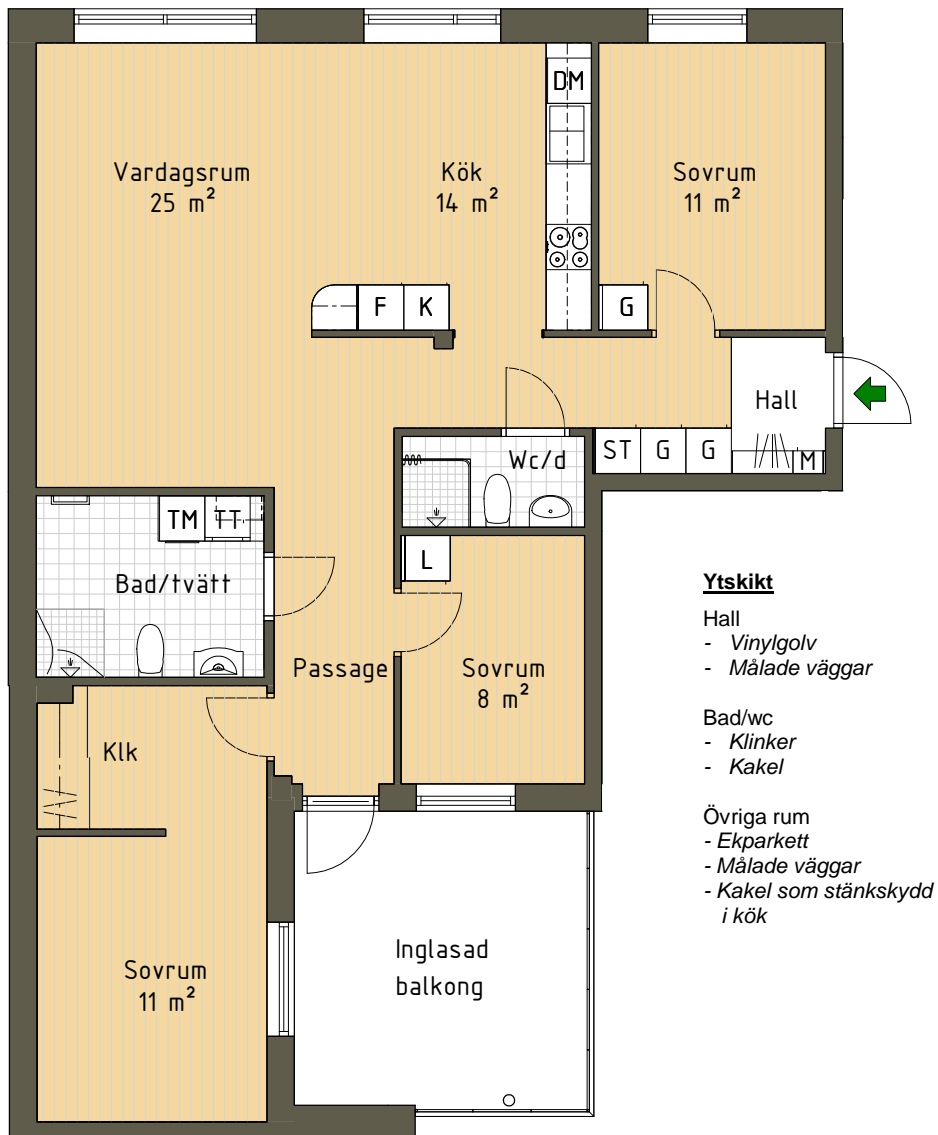 DM
Vardagsrum
25 m²
Kök
14 m²
Sovrum
11 m²
F
K
G
Hall
Wc/d
ST
G
G
M
TM
TT
L
Bad/tvätt
Passage
Sovrum
8 m²
Klk
Sovrum
11 m²
Inglasad
balkong
Ytskikt
Hall
- Vinylgolv
- Målade väggar
Bad/wc
- Klinker
- Kakel
Övriga rum
- Ekparkett
- Målade väggar
- Kakel som stänkskydd
i kök